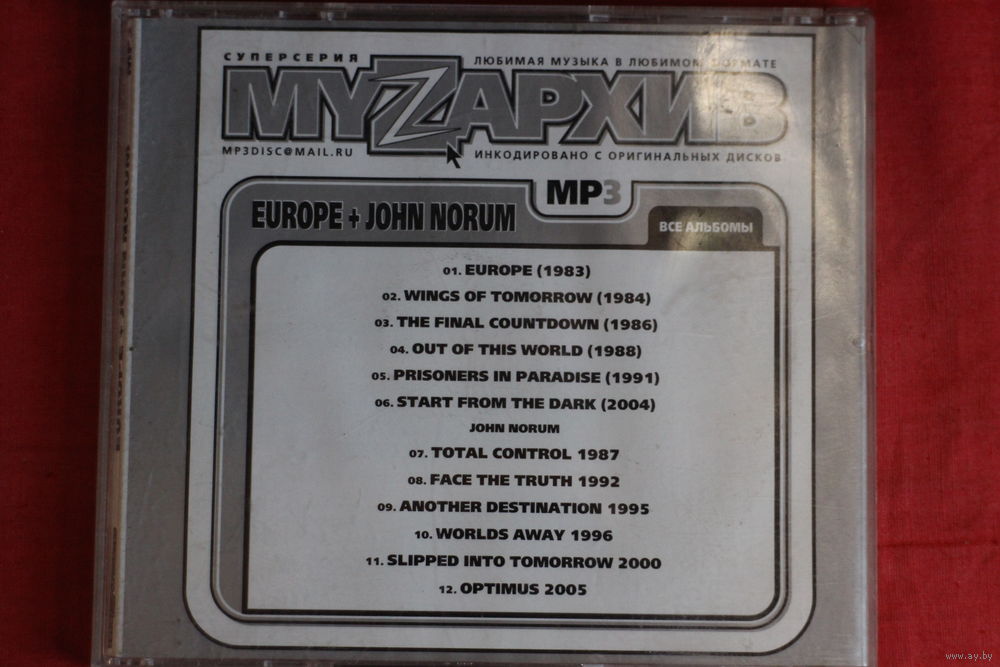 СУПЕРСЕРИЯ
ЛЮБИМАЯ МУЗЫКА В ЛЮБИМОМ ФОРМАТЕ
МУZАРХИВ
MP3DISC@MAIL.RU
ИНКОДИРОВАНО С ОРИГИНАЛЬНЫХ ДИСКОВ
MP3
EUROPE + JOHN NORUM
ВСЕ АЛЬБОМЫ
01. EUROPE (1983)
02. WINGS OF TOMORROW (1984)
03. THE FINAL COUNTDOWN (1986)
04. OUT OF THIS WORLD (1988)
05. PRISONERS IN PARADISE (1991)
06. START FROM THE DARK (2004)
JOHN NORUM
07. TOTAL CONTROL 1987
08. FACE THE TRUTH 1992
09. ANOTHER DESTINATION 1995
10. WORLDS AWAY 1996
11. SLIPPED INTO TOMORROW 2000
12. OPTIMUS 2005
www.ay.by